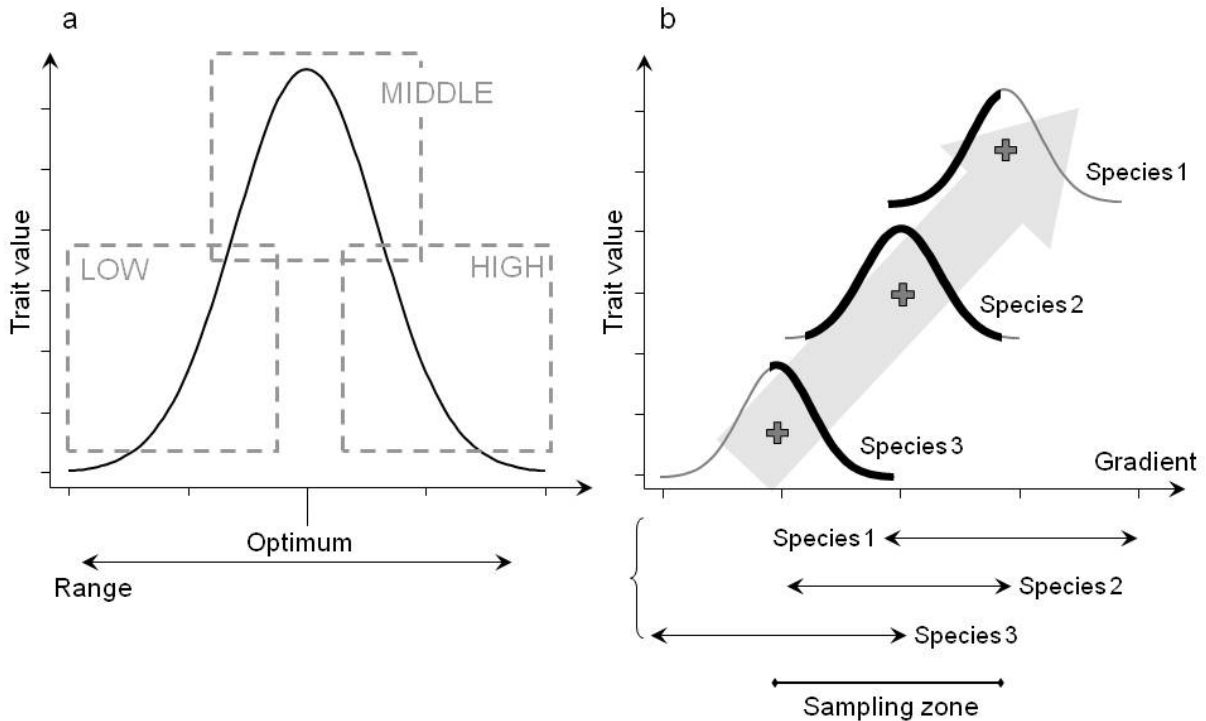 a
MIDDLE
LOW
HIGH
Trait value
Optimum
Range
b
Trait value
Species 1
Species 2
Species 3
Gradient
Species 1
Species 2
Species 3
Sampling zone